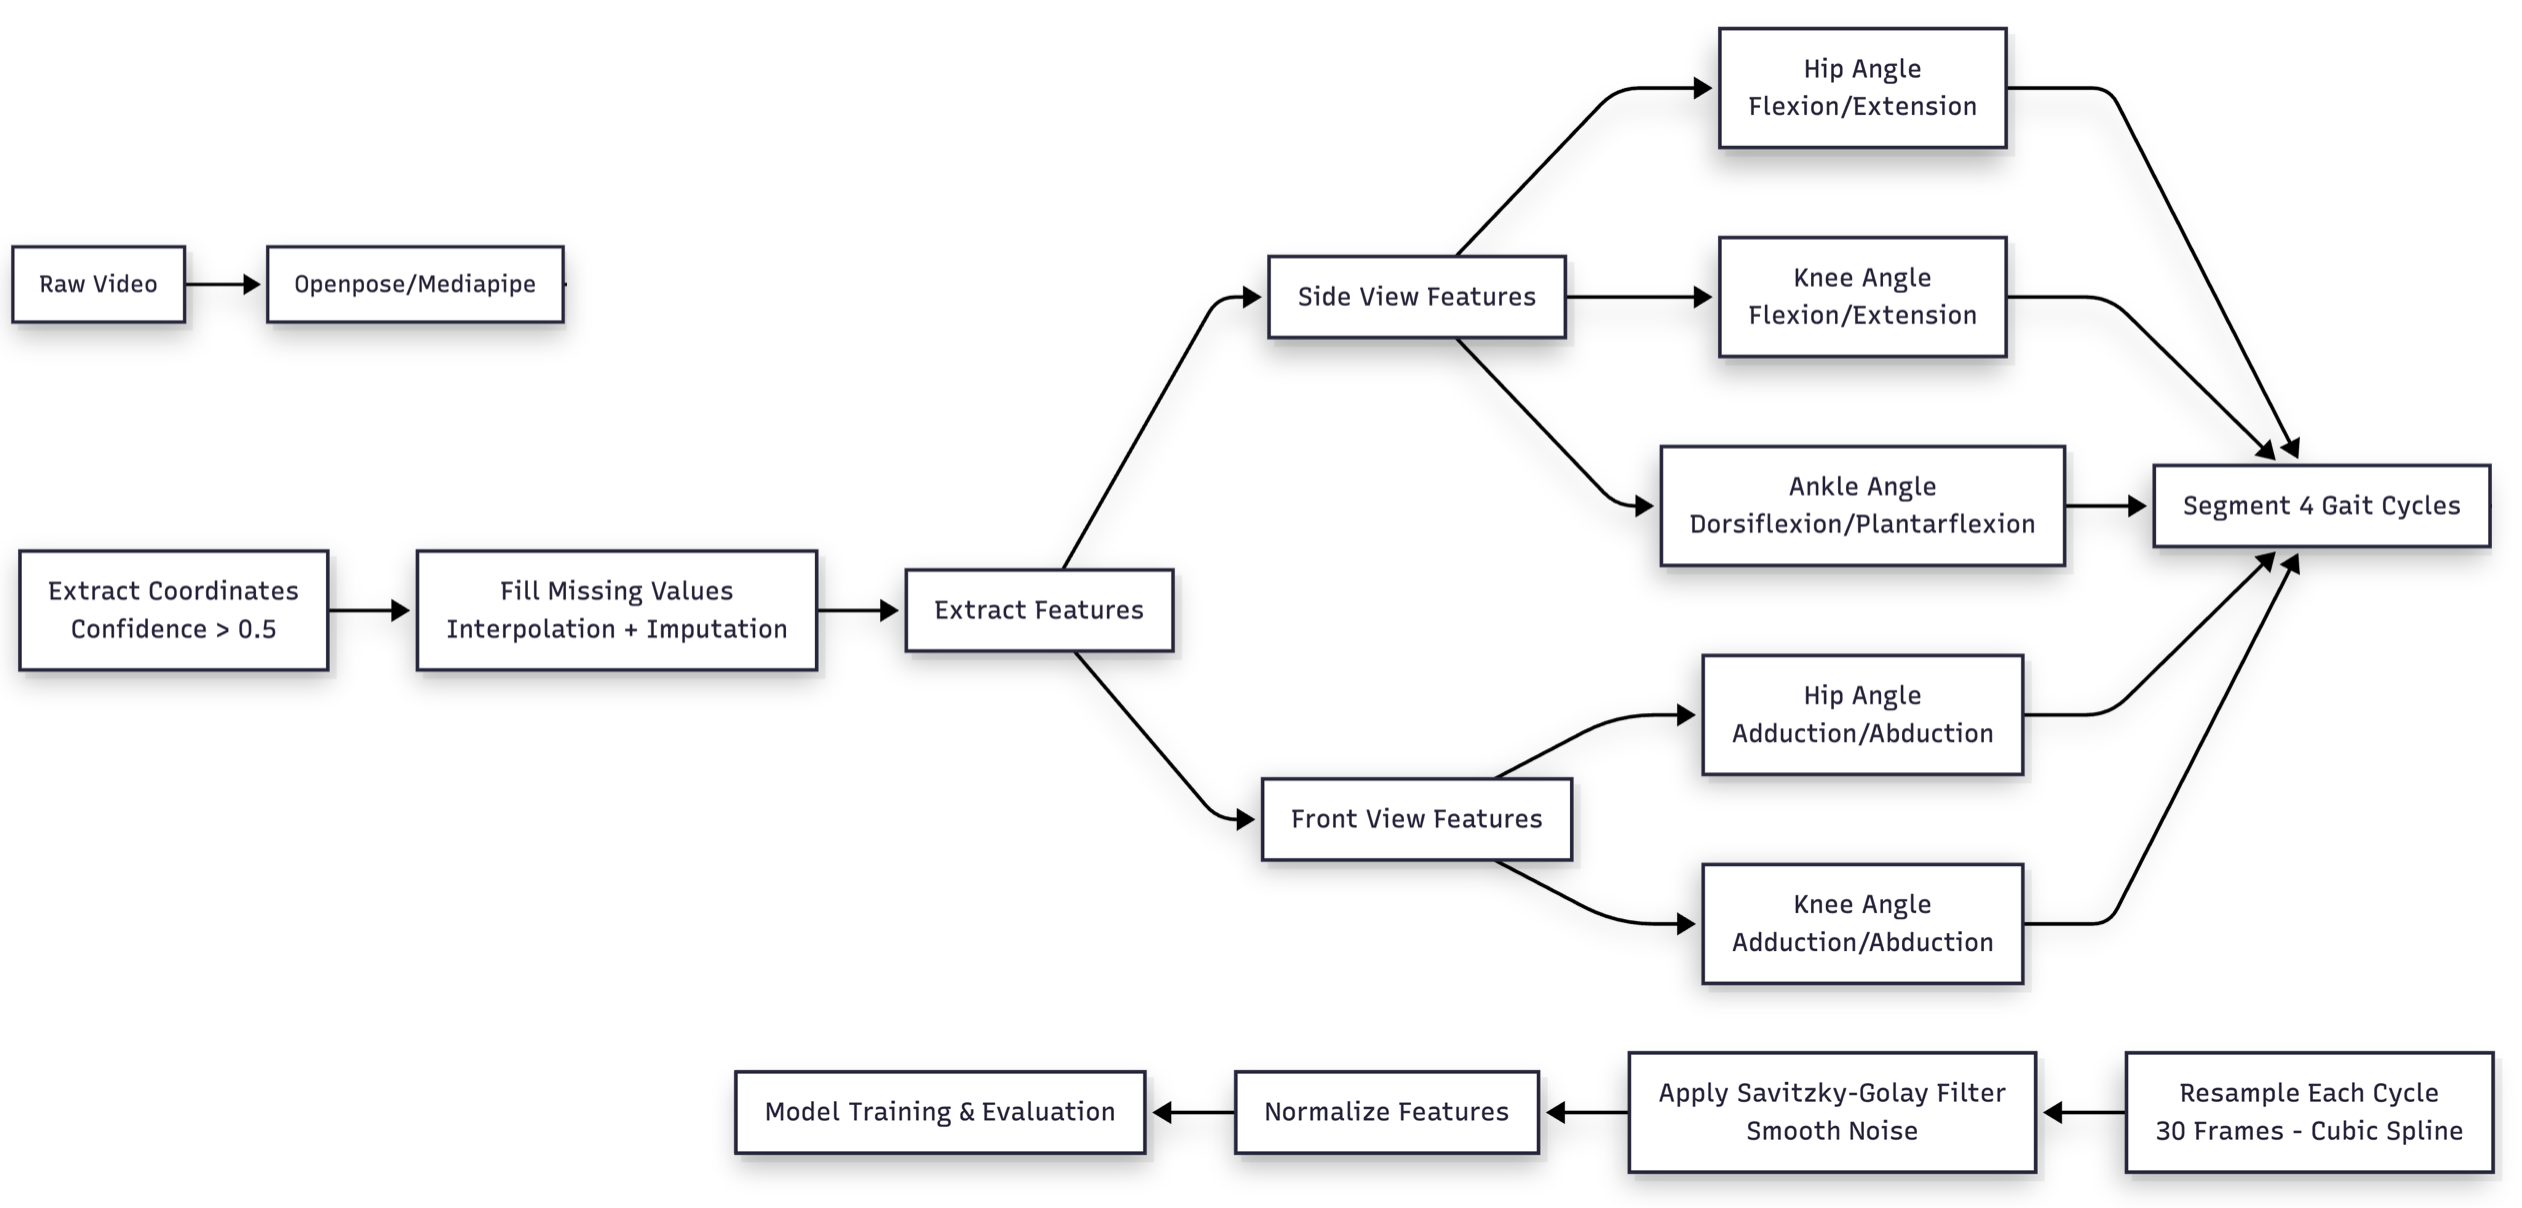 Raw Video
Openpose/Mediapipe
Extract Coordinates
Confidence > 0.5
Fill Missing Values
Interpolation + Imputation
Extract Features
Side View Features
Front View Features
Hip Angle
Flexion/Extension
Knee Angle
Flexion/Extension
Ankle Angle
Dorsiflexion/Plantarflexion
Hip Angle
Adduction/Abduction
Knee Angle
Adduction/Abduction
Segment 4 Gait Cycles
Resample Each Cycle
30 Frames - Cubic Spline
Apply Savitzky-Golay Filter
Smooth Noise
Normalize Features
Model Training & Evaluation